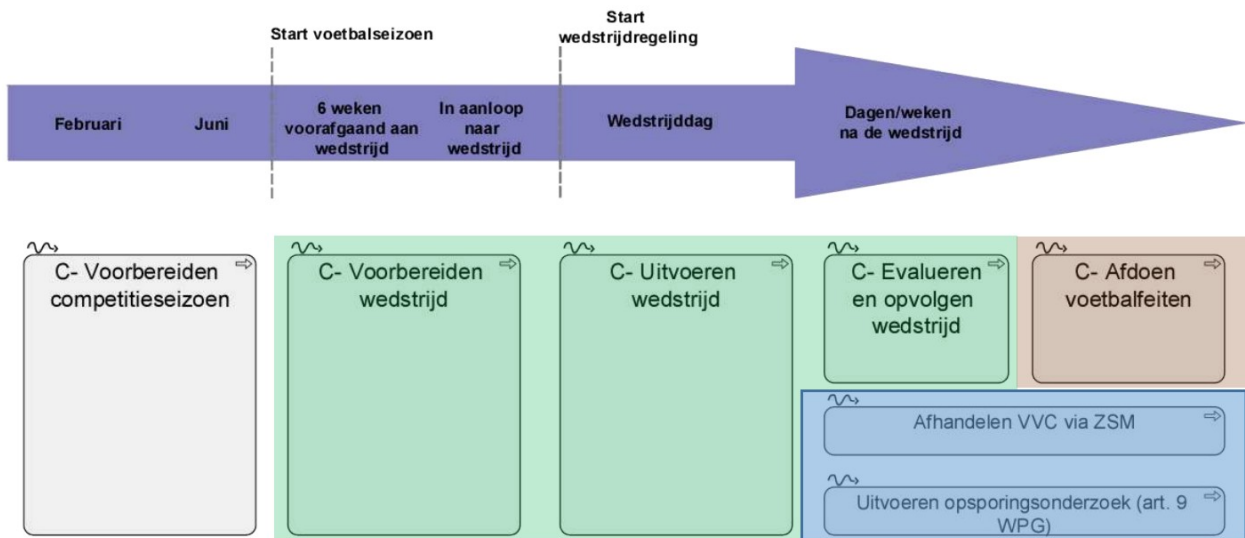 Start voetbalseizoen
Start
wedstrijdregeling
Februari
Juni
6 weken
voorafgaand aan
wedstrijd
In aanloop
naar
wedstrijd
Wedstrijddag
Dagen/weken
na de wedstrijd
C- Voorbereiden
competitieseizoen
C- Voorbereiden
wedstrijd
C- Uitvoeren
wedstrijd
C- Evalueren
en opvolgen
wedstrijd
C- Afdoen
voetbalfeiten
Afhandelen VVC via ZSM
Uitvoeren opsporingsonderzoek (art. 9
WPG)